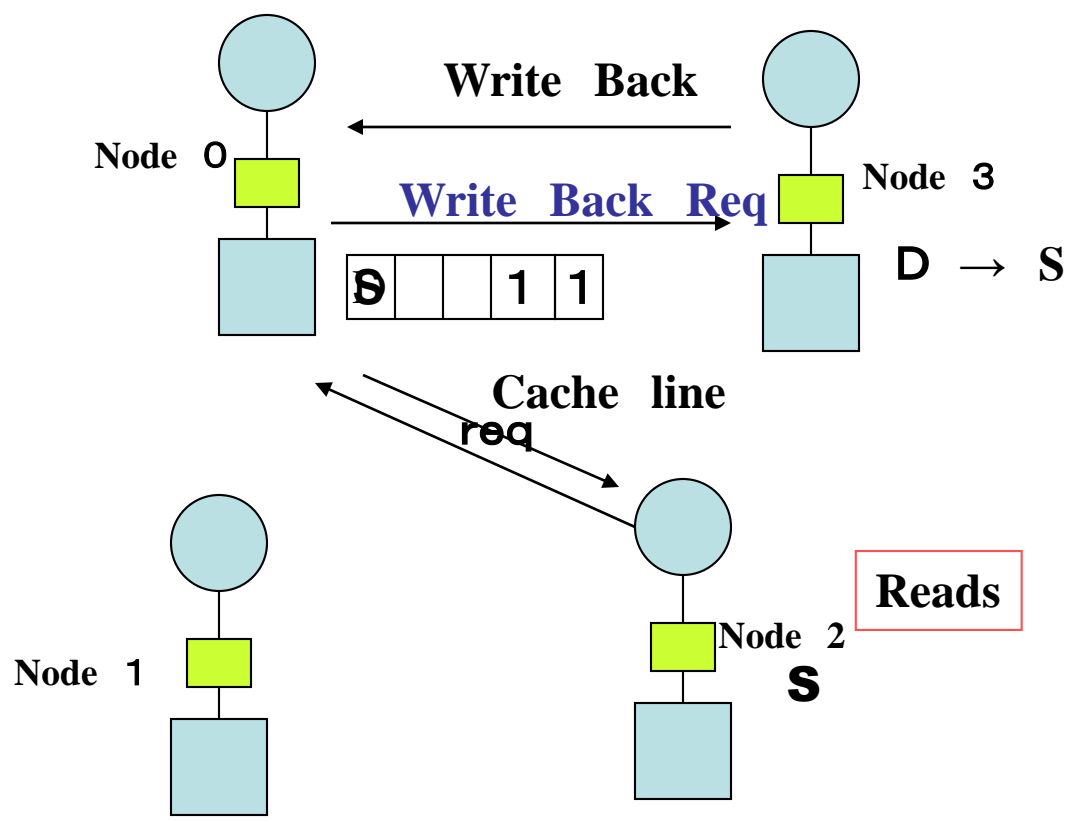 Write Back
Node 0
Node 3
Write Back Req
D → S
S 1 1
Cache line
req
Reads
Node 2
Node 1
S